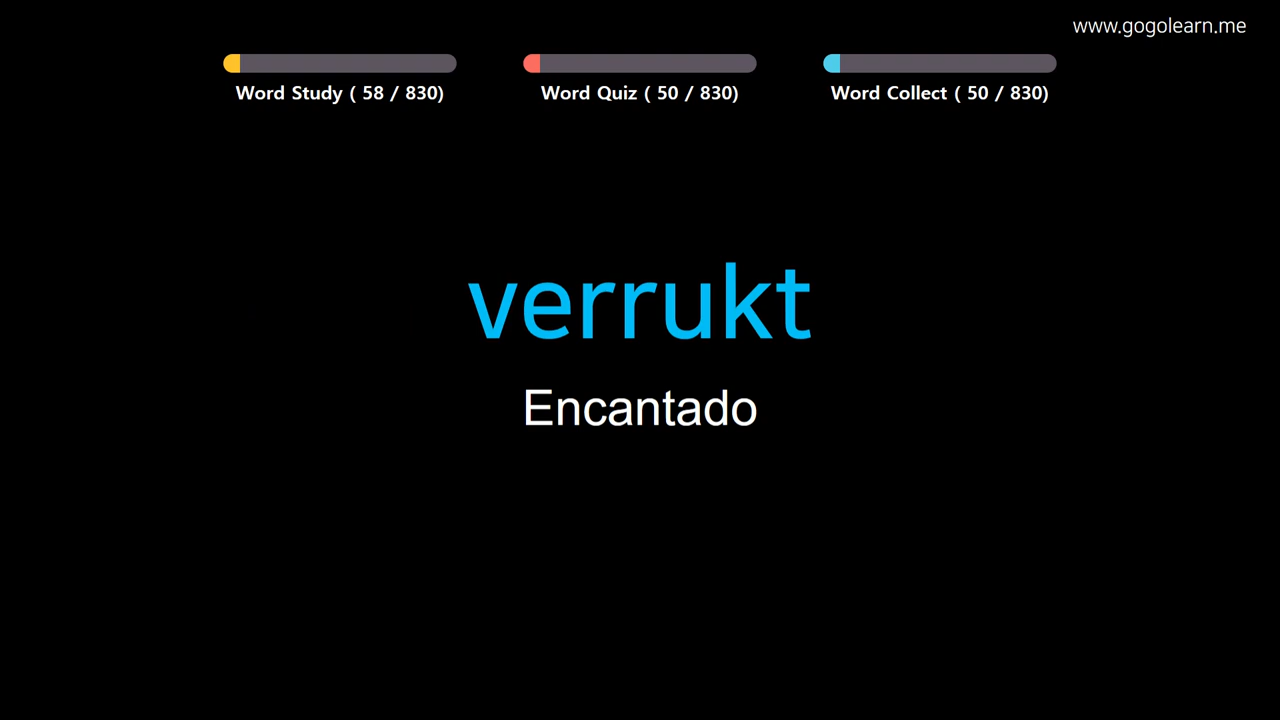 www.gogolearn.me
Word Study ( 58 / 830)
Word Quiz ( 50 / 830)
Word Collect ( 50 / 830)
verrukt
Encantado